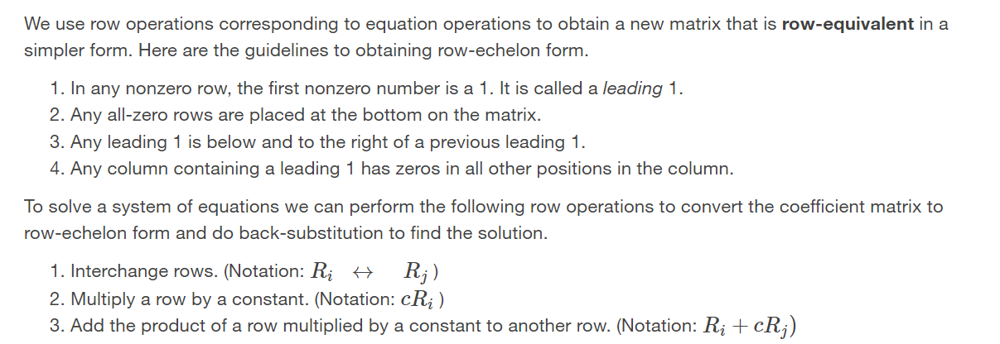 We use row operations corresponding to equation operations to obtain a new matrix that is row-equivalent in a
simpler form. Here are the guidelines to obtaining row-echelon form.
1. In any nonzero row, the first nonzero number is a 1. It is called a leading 1.
2. Any all-zero rows are placed at the bottom on the matrix.
3. Any leading 1 is below and to the right of a previous leading 1.
4. Any column containing a leading 1 has zeros in all other positions in the column.
To solve a system of equations we can perform the following row operations to convert the coefficient matrix to
row-echelon form and do back-substitution to find the solution.
1. Interchange rows. (Notation: R_i ↔ R_j )
2. Multiply a row by a constant. (Notation: cR_i )
3. Add the product of a row multiplied by a constant to another row. (Notation: R_i + cR_j)